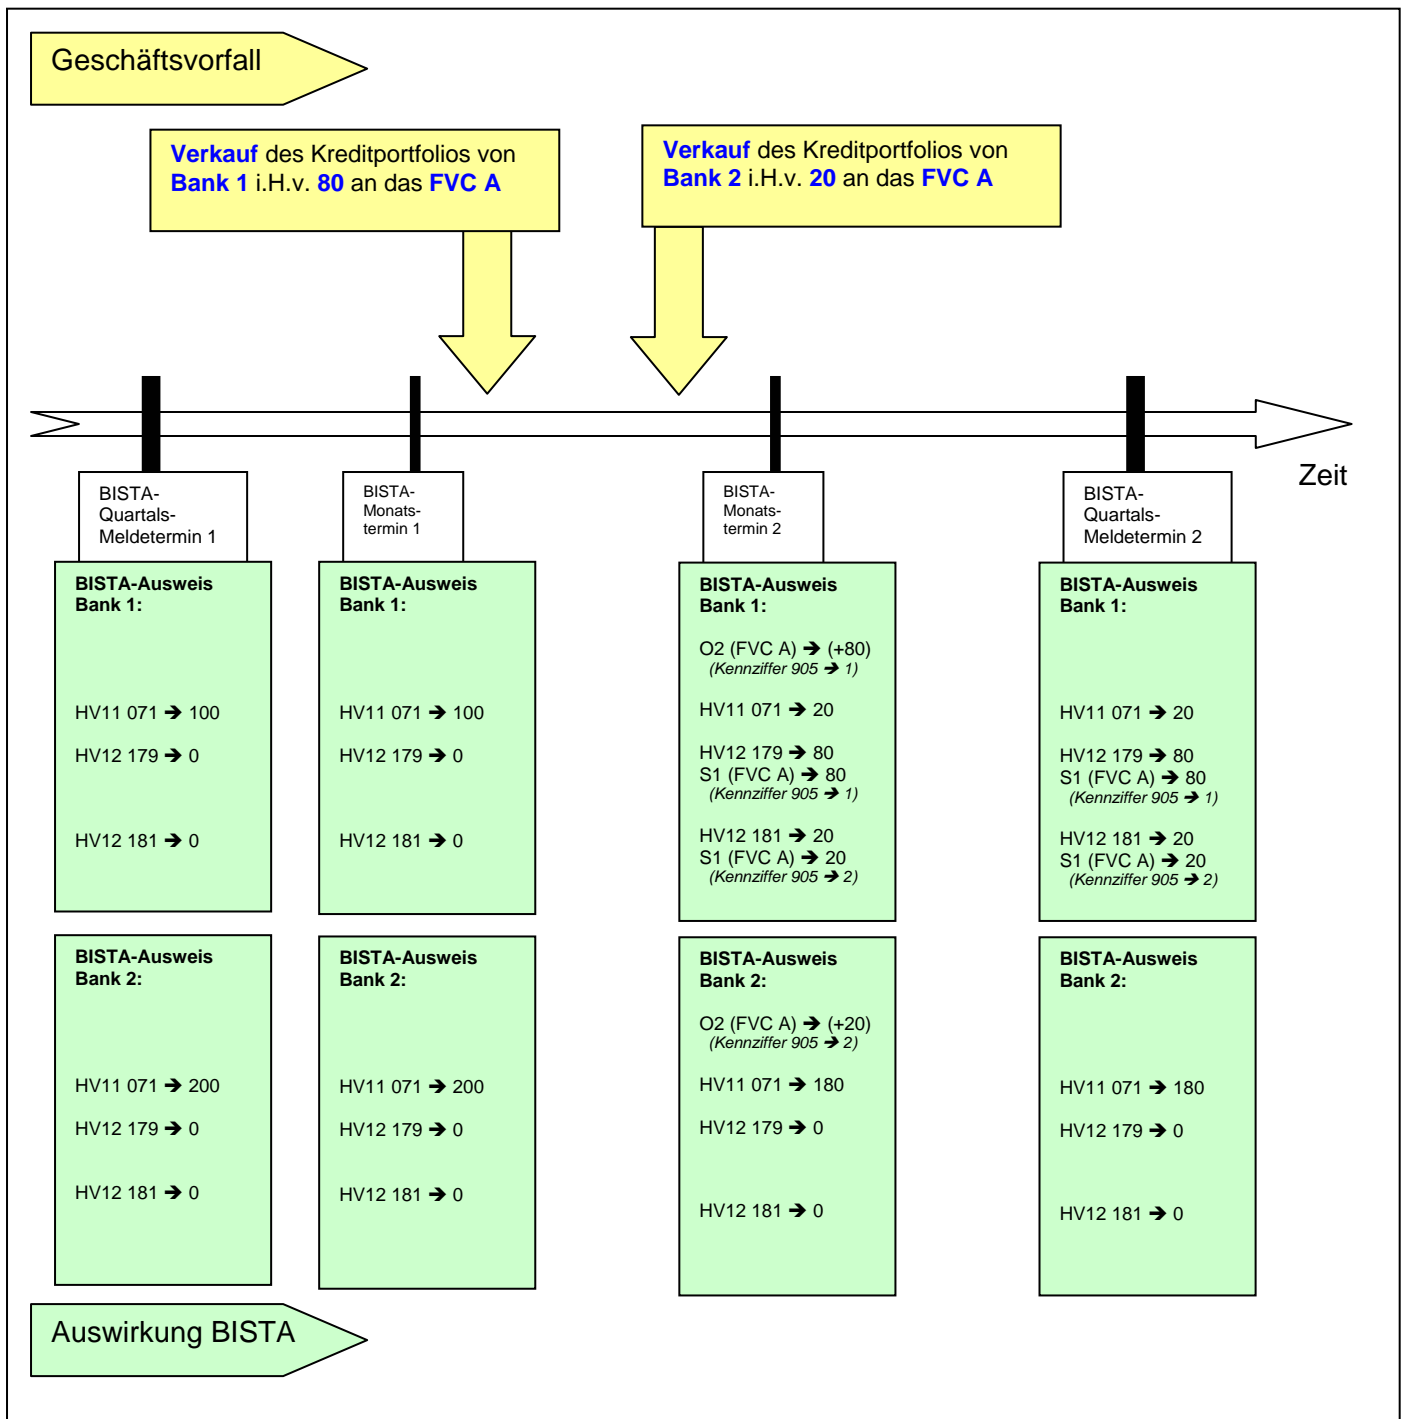 Geschäftsvorfall
Verkauf des Kreditportfolios von
Bank 1 i.H.v. 80 an das FVC A
Verkauf des Kreditportfolios von
Bank 2 i.H.v. 20 an das FVC A
Zeit
BISTA-
Quartals-
Meldetermin 1
BISTA-
Monats-
termin 1
BISTA-
Monats-
termin 2
BISTA-
Quartals-
Meldetermin 2
BISTA-Ausweis
Bank 1:
HV11 071 ➔ 100
HV12 179 ➔ 0
HV12 181 ➔ 0
BISTA-Ausweis
Bank 1:
HV11 071 ➔ 100
HV12 179 ➔ 0
HV12 181 ➔ 0
BISTA-Ausweis
Bank 1:
O2 (FVC A) ➔ (+80)
(Kennziffer 905 ➔ 1)
HV11 071 ➔ 20
HV12 179 ➔ 80
S1 (FVC A) ➔ 80
(Kennziffer 905 ➔ 1)
HV12 181 ➔ 20
S1 (FVC A) ➔ 20
(Kennziffer 905 ➔ 2)
BISTA-Ausweis
Bank 1:
HV11 071 ➔ 20
HV12 179 ➔ 80
S1 (FVC A) ➔ 80
(Kennziffer 905 ➔ 1)
HV12 181 ➔ 20
S1 (FVC A) ➔ 20
(Kennziffer 905 ➔ 2)
BISTA-Ausweis
Bank 2:
HV11 071 ➔ 200
HV12 179 ➔ 0
HV12 181 ➔ 0
BISTA-Ausweis
Bank 2:
HV11 071 ➔ 200
HV12 179 ➔ 0
HV12 181 ➔ 0
BISTA-Ausweis
Bank 2:
O2 (FVC A) ➔ (+20)
(Kennziffer 905 ➔ 2)
HV11 071 ➔ 180
HV12 179 ➔ 0
HV12 181 ➔ 0
BISTA-Ausweis
Bank 2:
HV11 071 ➔ 180
HV12 179 ➔ 0
HV12 181 ➔ 0
Auswirkung BISTA